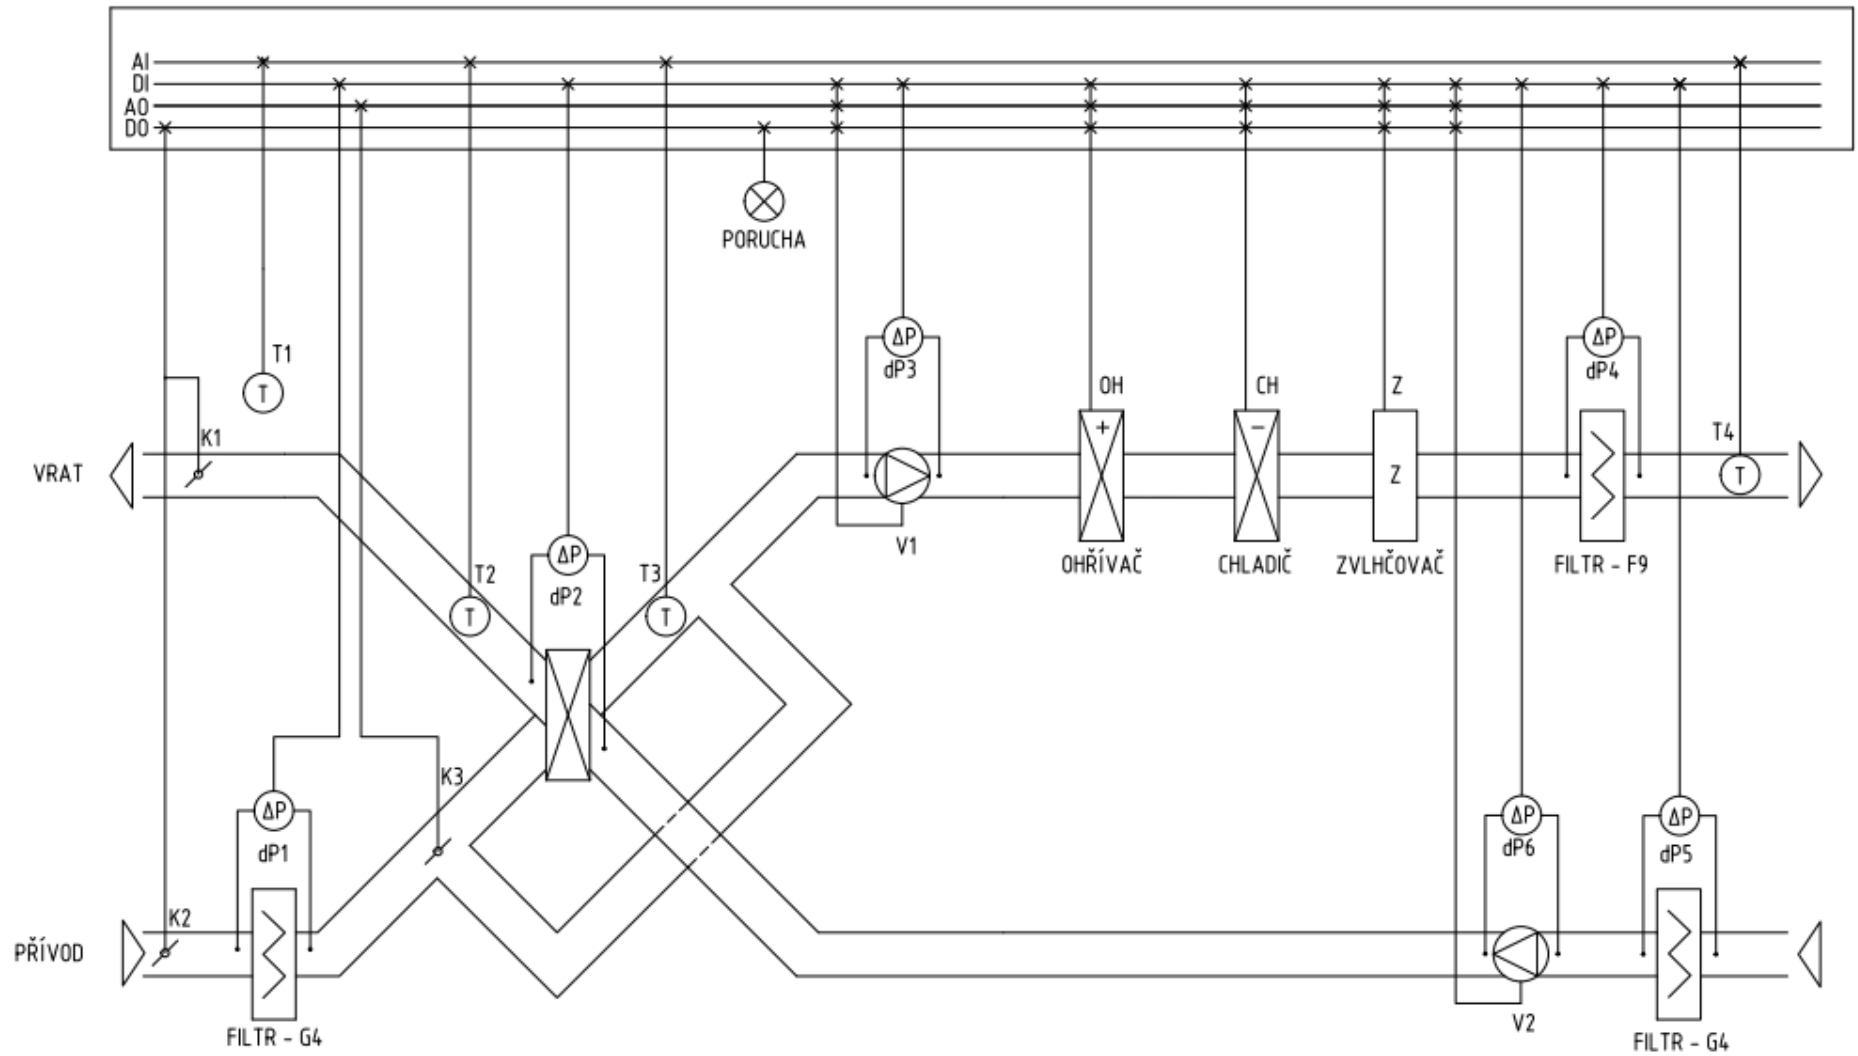 AI
DI
AO
DO
PORUCHA
T1
T
K1
VRAT
ΔP
dP3
V1
OH
+
OHŘÍVAČ
CH
−
CHLADIČ
Z
Z
ZVLHČOVAČ
ΔP
dP4
FILTR - F9
T4
T
T2
T
ΔP
dP2
T3
T
K3
ΔP
dP1
K2
PŘÍVOD
FILTR - G4
ΔP
dP6
V2
ΔP
dP5
FILTR - G4